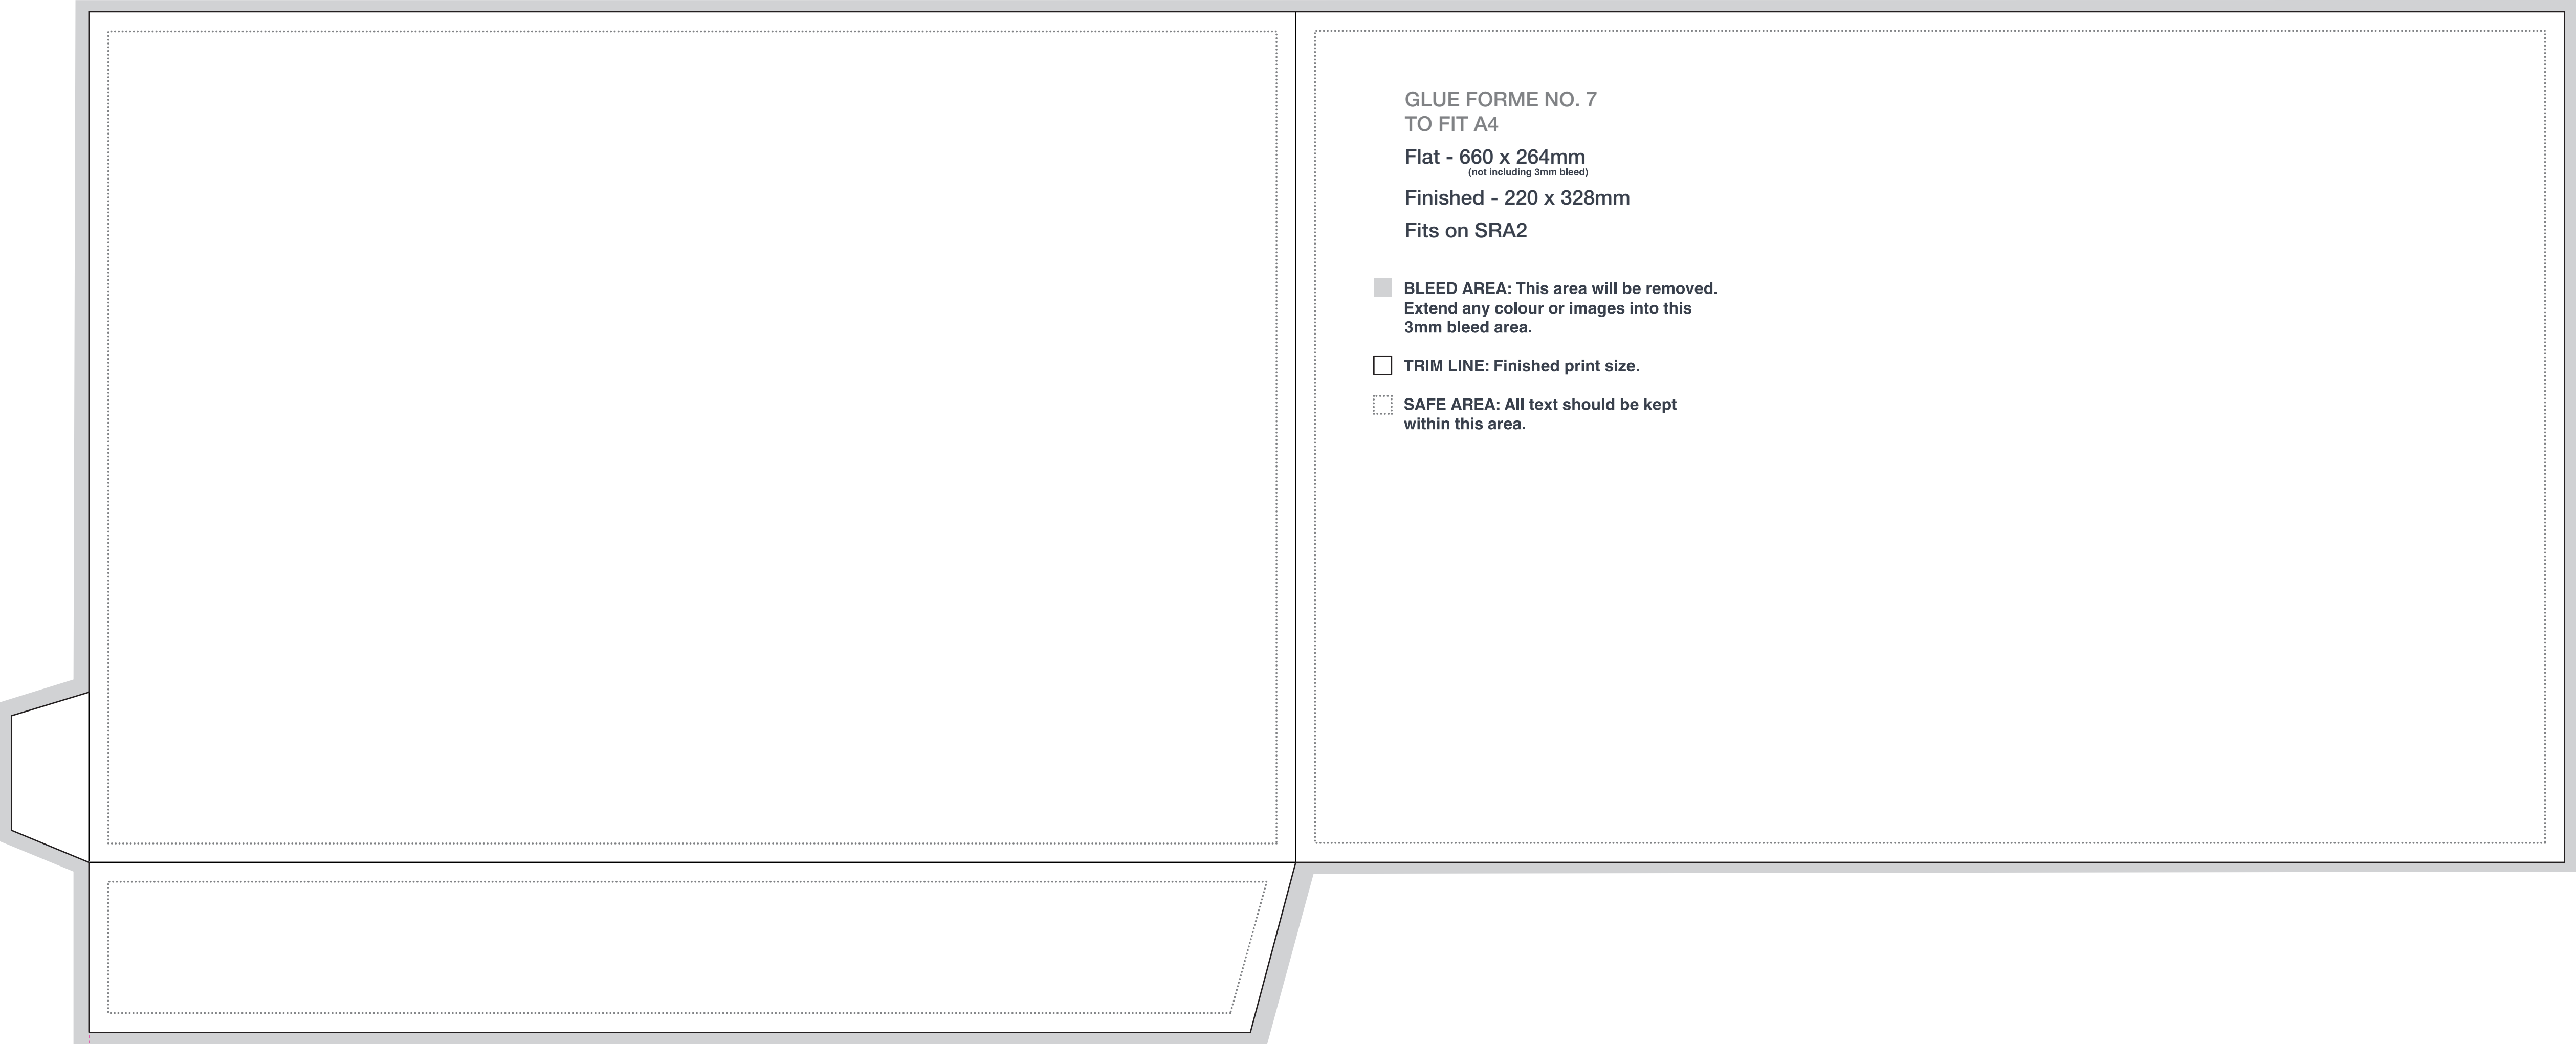 GLUE FORME NO. 7
TO FIT A4
Flat - 660 x 264mm
(not including 3mm bleed)
Finished - 220 x 328mm
Fits on SRA2
BLEED AREA: This area will be removed.
Extend any colour or images into this
3mm bleed area.
TRIM LINE: Finished print size.
SAFE AREA: All text should be kept
within this area.